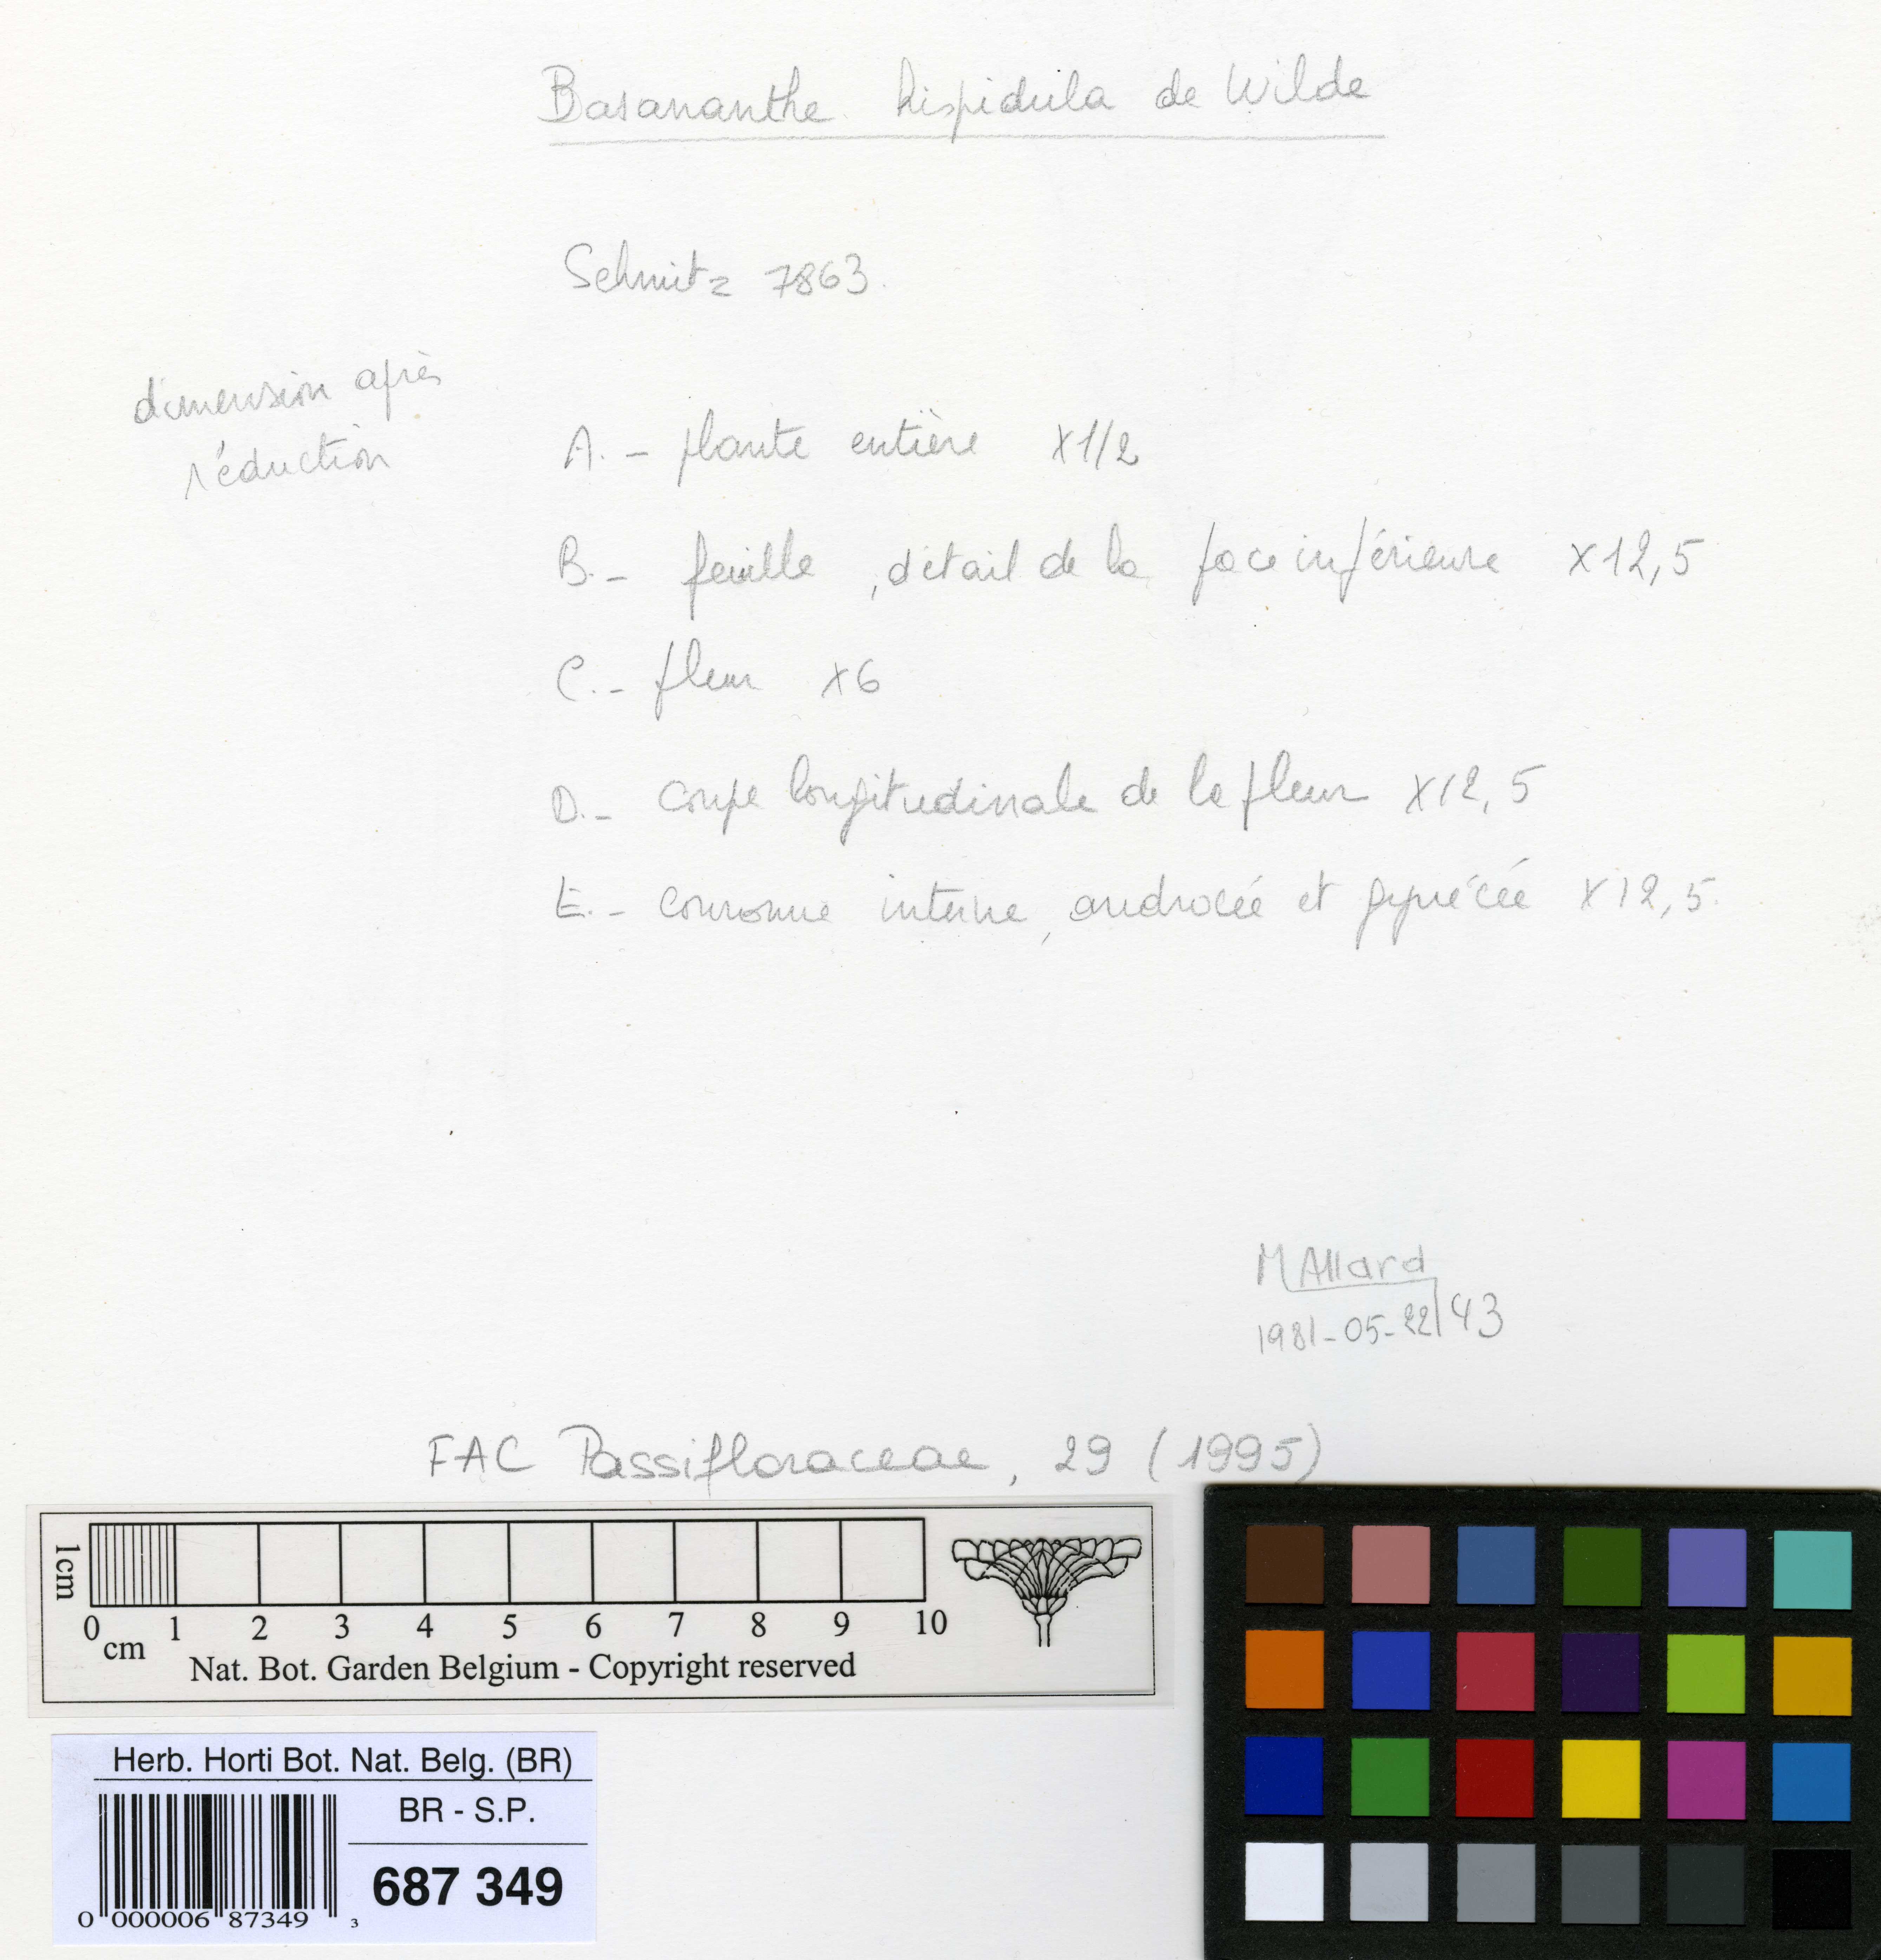 Basananthe hispidula de Wilde
Schmitz 7863.
dimension après
réduction
A. - plante entière x1/2
B. - feuille , détail de la face inférieure x12,5
C. - fleur x6
D. - coupe longitudinale de la fleur x12,5
E. - couronne interne, androcée et gynécée x12,5.
M Allard
1981-05-22/43
FAC Passifloraceae, 29 (1995)
1cm
0 1 2 3 4 5 6 7 8 9 10
cm
Nat. Bot. Garden Belgium - Copyright reserved
Herb. Horti Bot. Nat. Belg. (BR)
BR - S.P.
687 349
0 000006 87349 3